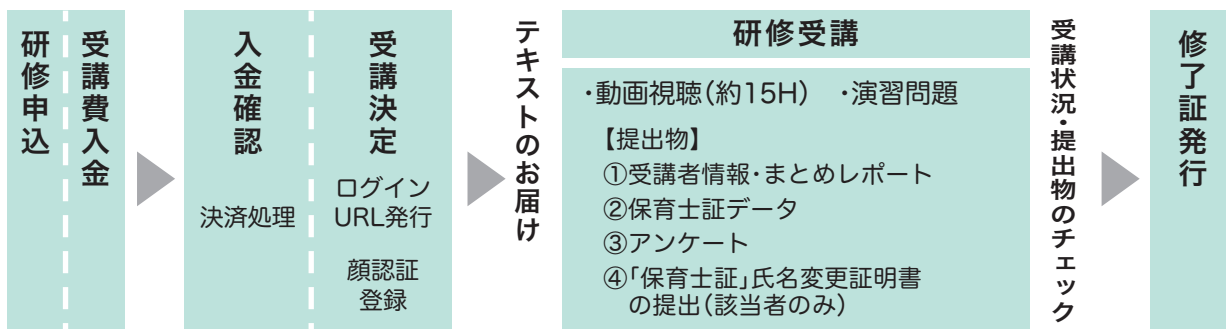 研修申込
受講費入金
入金確認
決済処理
受講決定
ログイン
URL発行
顔認証
登録
テキストのお届け
研修受講
・動画視聴(約15H) ・演習問題
【提出物】
①受講者情報・まとめレポート
②保育士証データ
③アンケート
④「保育士証」氏名変更証明書
の提出(該当者のみ)
受講状況・提出物のチェック
修了証発行